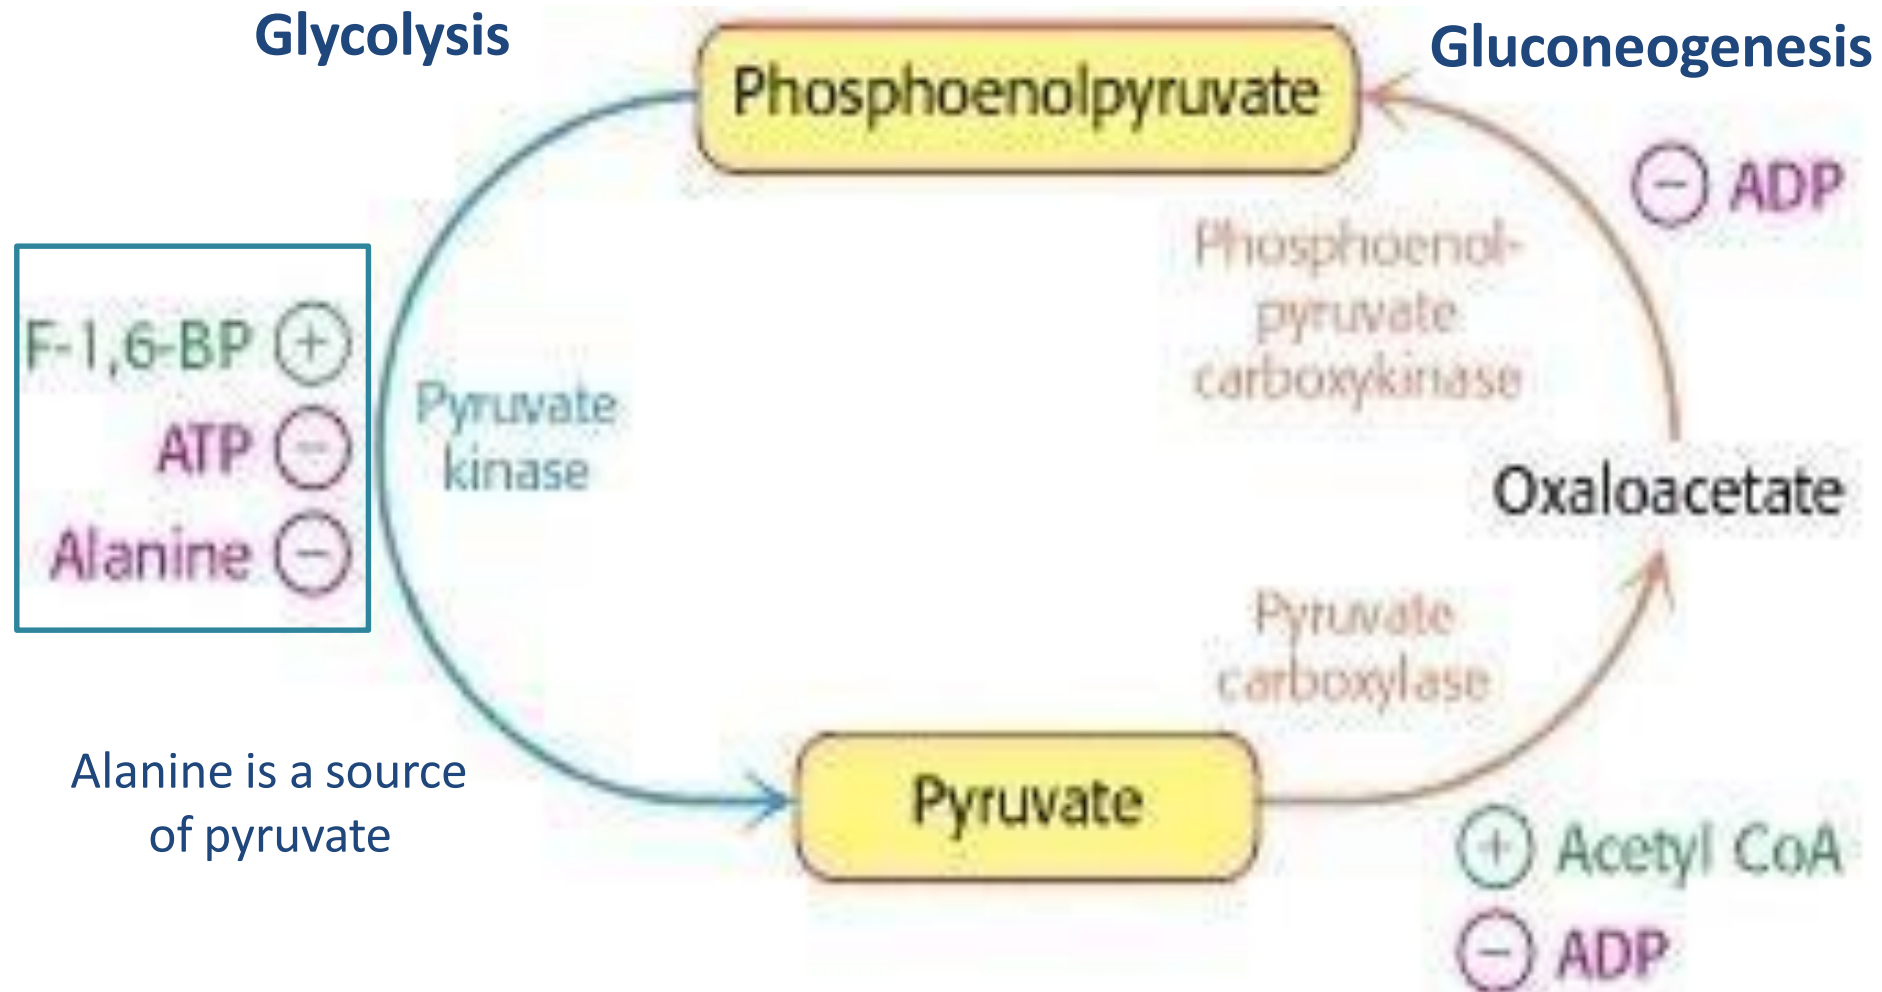 Glycolysis
Gluconeogenesis
Phosphoenolpyruvate
− ADP
Phosphoenol-
pyruvate
carboxykinase
F-1,6-BP +
ATP −
Alanine −
Pyruvate
kinase
Oxaloacetate
Pyruvate
carboxylase
Alanine is a source
of pyruvate
Pyruvate
+ Acetyl CoA
− ADP